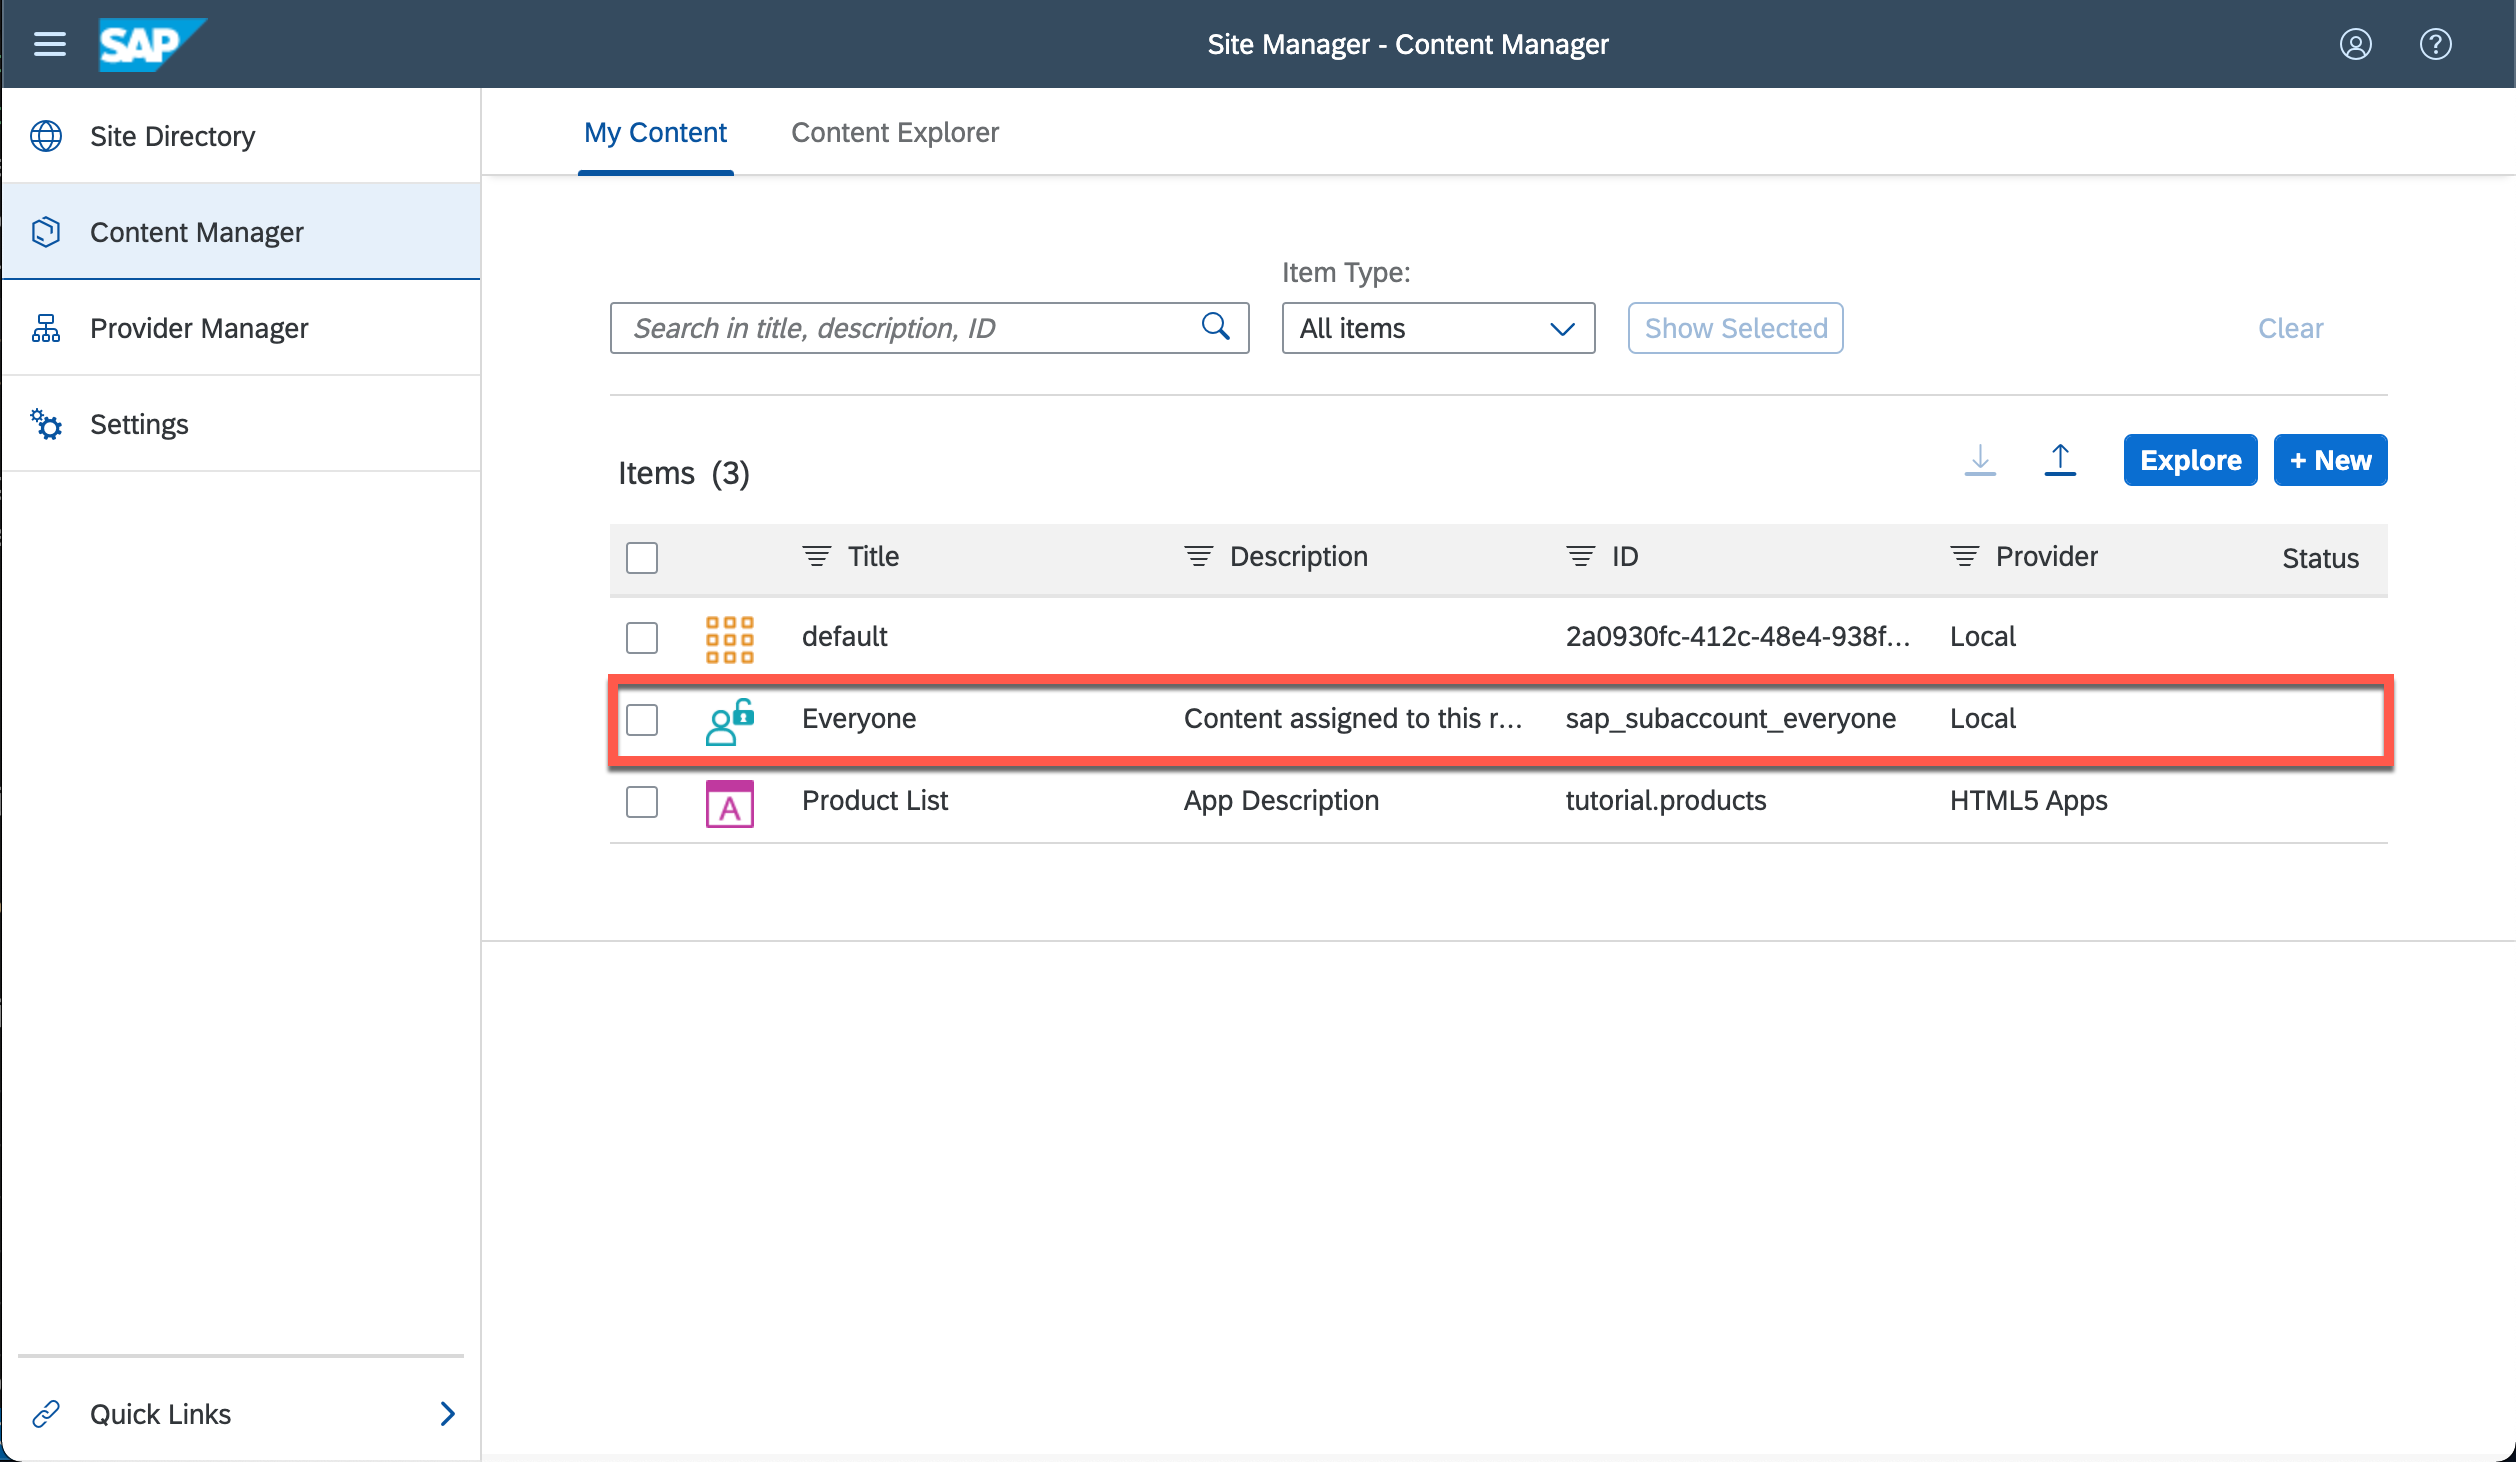 SAP
Site Manager - Content Manager
Site Directory
Content Manager
Provider Manager
Settings
My Content
Content Explorer
Item Type:
Search in title, description, ID
All items
Show Selected
Clear
Items (3)
Explore
+ New
Title Description ID Provider Status
default 2a0930fc-412c-48e4-938f... Local
Everyone Content assigned to this r... sap_subaccount_everyone Local
A Product List App Description tutorial.products HTML5 Apps
Quick Links